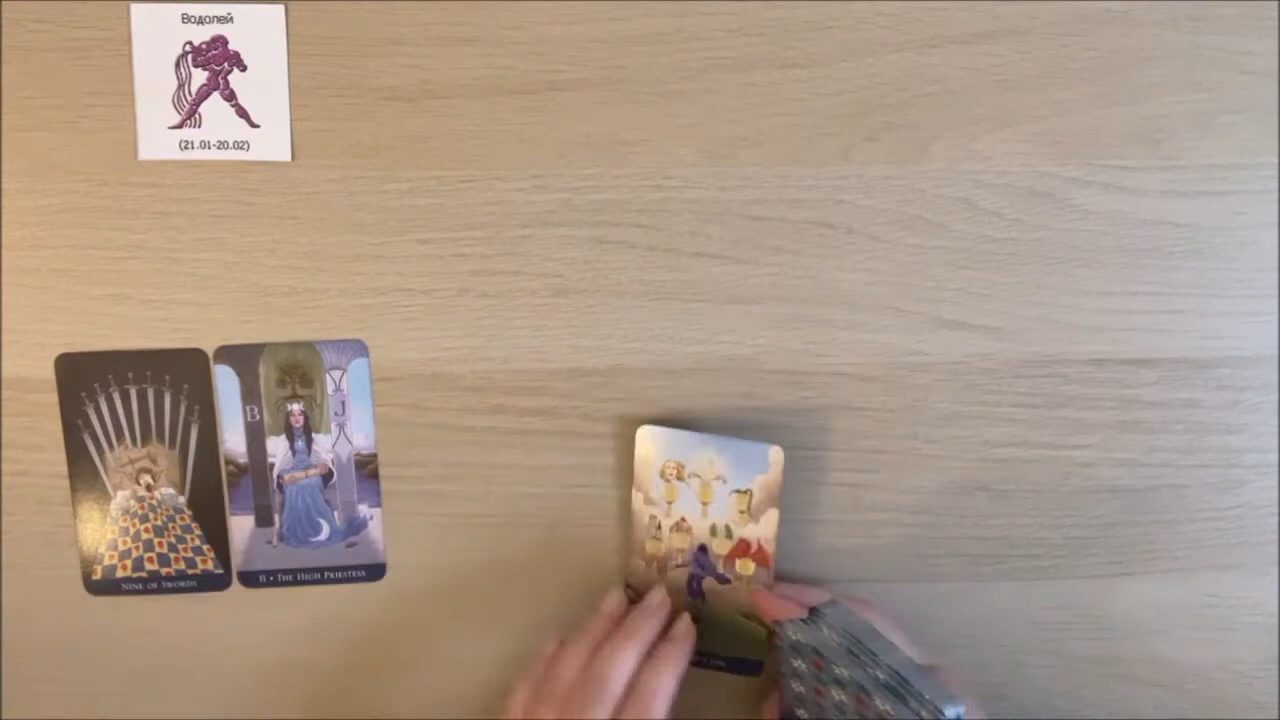 Водолей
(21.01-20.02)
B
J
NINE OF SWORDS
II • THE HIGH PRIESTESS